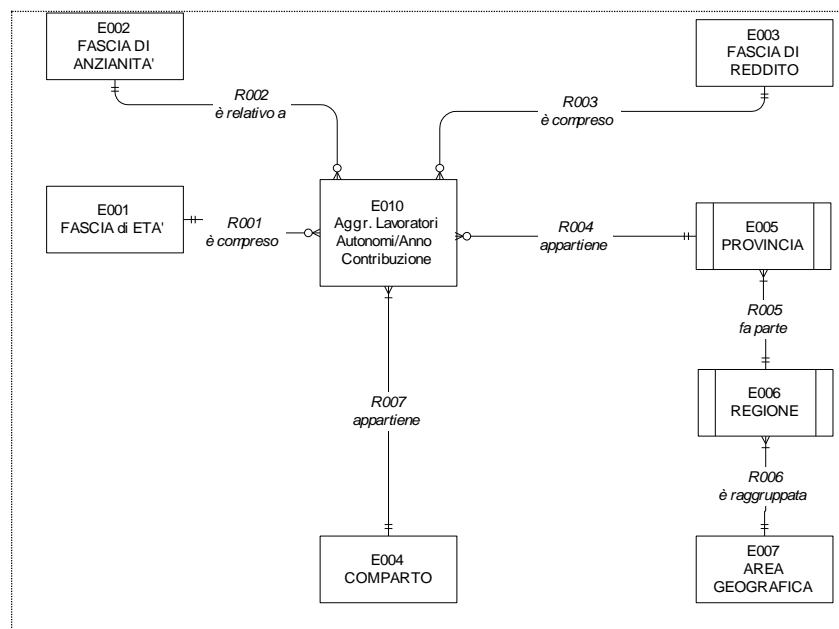 E002
FASCIA DI
ANZIANITA'
E003
FASCIA DI
REDDITO
R002
è relativo a
R003
è compreso
E001
FASCIA di ETA'
R001
è compreso
E010
Aggr. Lavoratori
Autonomi/Anno
Contribuzione
R004
appartiene
E005
PROVINCIA
R005
fa parte
E006
REGIONE
R007
appartiene
R006
è raggruppata
E004
COMPARTO
E007
AREA
GEOGRAFICA